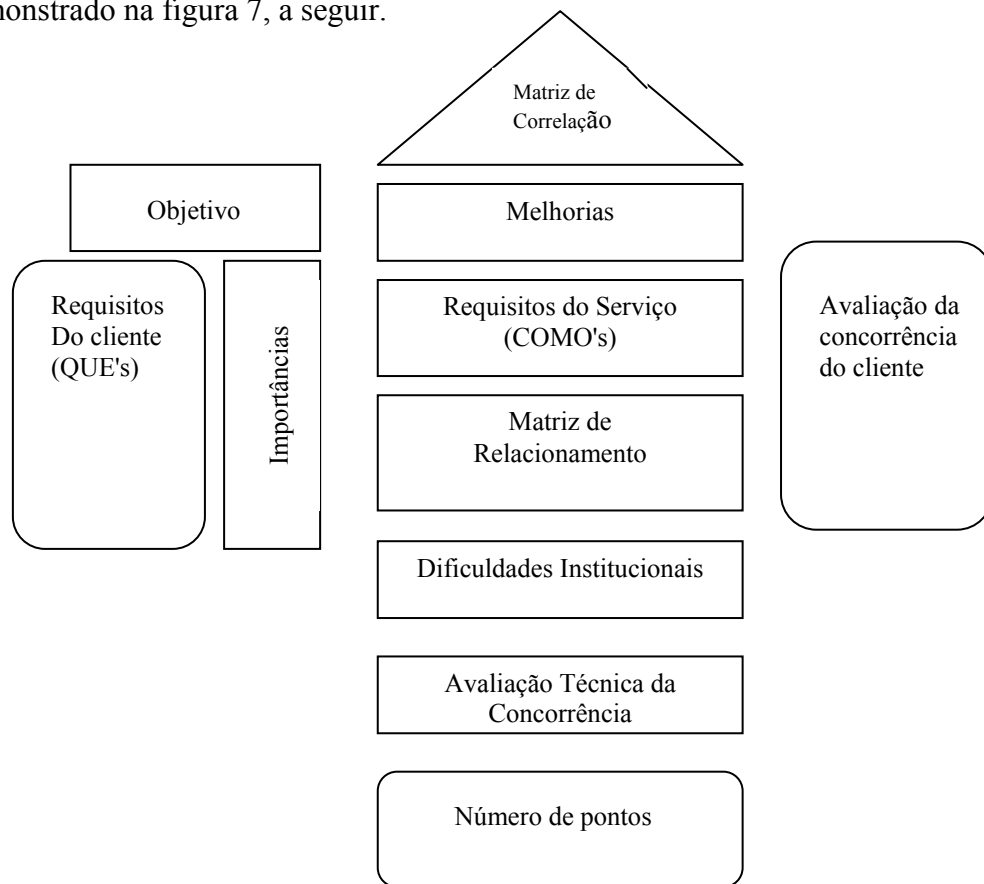 monstrado na figura 7, a seguir.
Matriz de
Correlação
Objetivo
Melhorias
Requisitos
Do cliente
(QUE's)
Importâncias
Requisitos do Serviço
(COMO's)
Avaliação da
concorrência
do cliente
Matriz de
Relacionamento
Dificuldades Institucionais
Avaliação Técnica da
Concorrência
Número de pontos